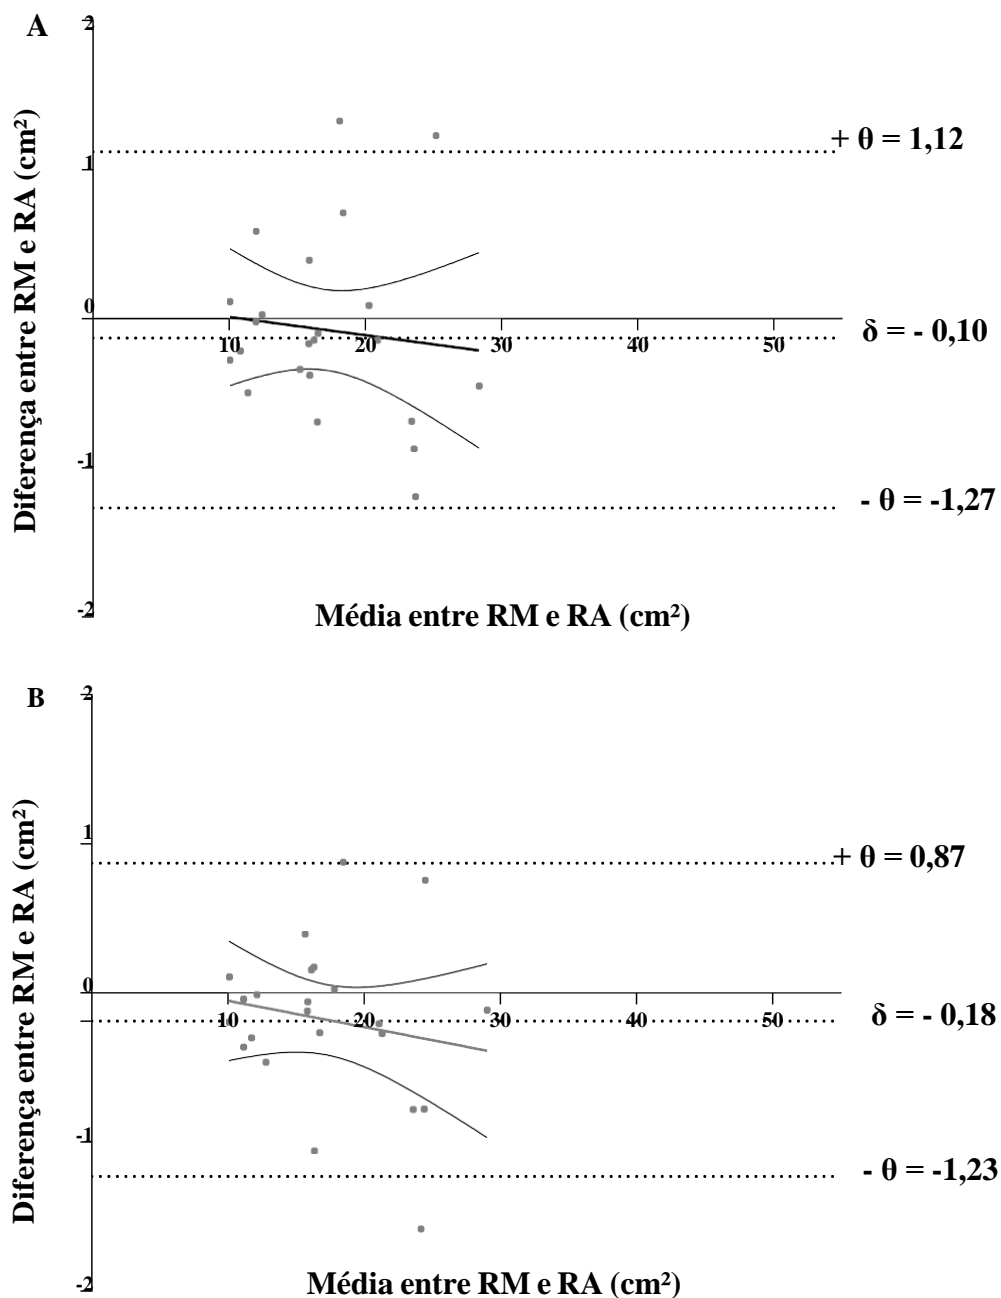 A
2
Diferença entre RM e RA (cm²)
+ θ = 1,12
1
0
δ = - 0,10
10 20 30 40 50
-1
- θ = -1,27
-2
Média entre RM e RA (cm²)
B
2
Diferença entre RM e RA (cm²)
1
+ θ = 0,87
0
δ = - 0,18
10 20 30 40 50
-1
- θ = -1,23
-2
Média entre RM e RA (cm²)